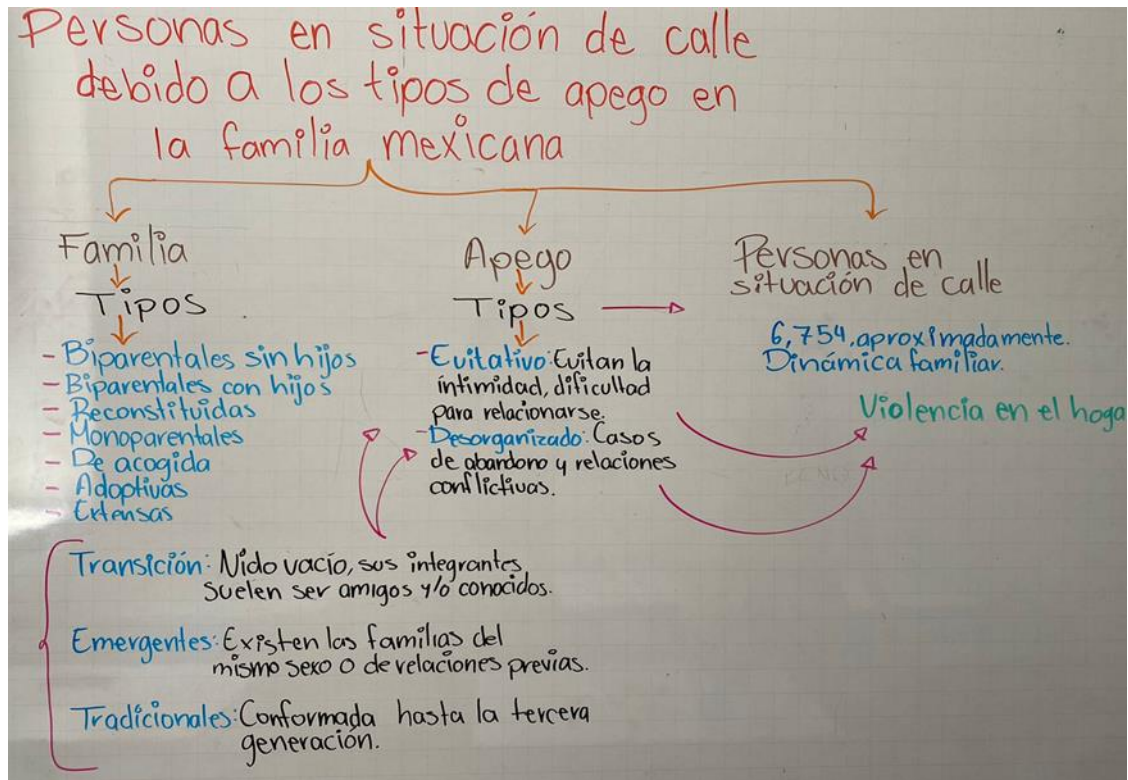 Personas en situación de calle
debido a los tipos de apego en
la familia mexicana
Familia
Tipos
- Biparentales sin hijos
- Biparentales con hijos
- Reconstituidas
- Monoparentales
- De acogida
- Adoptivas
- Extensas
Transición: Nido vacío, sus integrantes
suelen ser amigos y/o conocidos.
Emergentes: Existen las familias del
mismo sexo o de relaciones previas.
Tradicionales: Conformada hasta la tercera
generación.
Apego
Tipos
- Evitativo: Evitan la
intimidad, dificultad
para relacionarse.
- Desorganizado: Casos
de abandono y relaciones
conflictivas.
Personas en
situación de calle
6,754, aproximadamente.
Dinámica familiar.
Violencia en el hoga